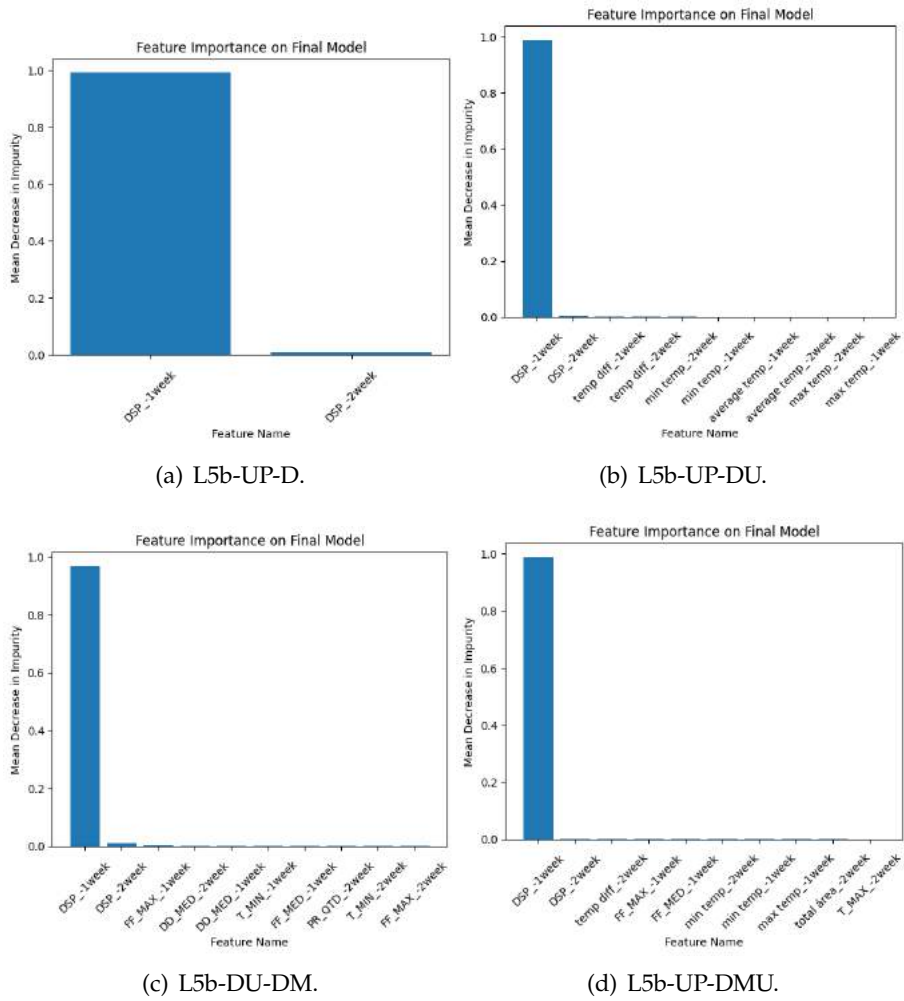 Feature Importance on Final Model
Mean Decrease in Impurity
1.0
0.8
0.6
0.4
0.2
0.0
DSP_-1week
DSP_-2week
Feature Name
(a) L5b-UP-D.
Feature Importance on Final Model
Mean Decrease in Impurity
1.0
0.8
0.6
0.4
0.2
0.0
DSP_-1week
DSP_-2week
temp diff_-1week
temp diff_-2week
min temp_-2week
min temp_-1week
average temp_-1week
average temp_-2week
max temp_-2week
max temp_-1week
Feature Name
(b) L5b-UP-DU.
Feature Importance on Final Model
Mean Decrease in Impurity
1.0
0.8
0.6
0.4
0.2
0.0
DSP_-1week
DSP_-2week
FF_MAX_-1week
DD_MED_-2week
DD_MED_-1week
T_MIN_-1week
FF_MED_-1week
PR_QTD_-2week
T_MIN_-2week
FF_MAX_-2week
Feature Name
(c) L5b-DU-DM.
Feature Importance on Final Model
Mean Decrease in Impurity
1.0
0.8
0.6
0.4
0.2
0.0
DSP_-1week
DSP_-2week
temp diff_-2week
FF_MAX_-1week
FF_MED_-1week
min temp_-2week
min temp_-1week
max temp_-1week
total área_-2week
T_MAX_-2week
Feature Name
(d) L5b-UP-DMU.